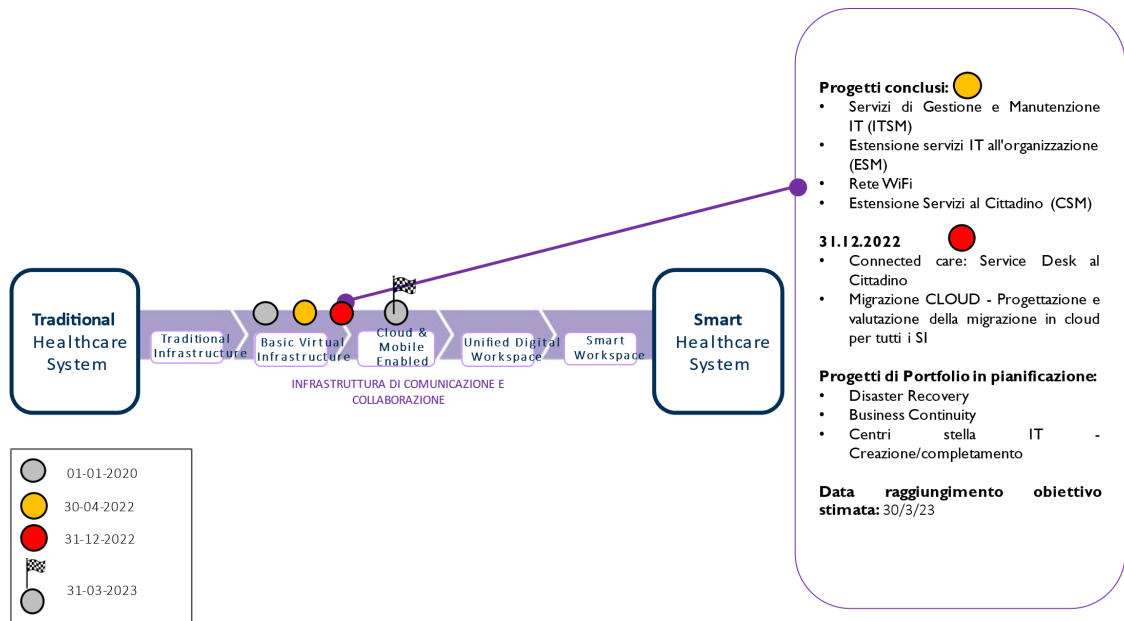 Progetti conclusi:
• Servizi di Gestione e Manutenzione
IT (ITSM)
• Estensione servizi IT all'organizzazione
(ESM)
• Rete WiFi
• Estensione Servizi al Cittadino (CSM)
31.12.2022
• Connected care: Service Desk al
Cittadino
• Migrazione CLOUD - Progettazione e
valutazione della migrazione in cloud
per tutti i SI
Progetti di Portfolio in pianificazione:
• Disaster Recovery
• Business Continuity
• Centri stella IT -
Creazione/completamento
Data raggiungimento obiettivo
stimata: 30/3/23
Traditional
Healthcare
System
Traditional
Infrastructure
Basic Virtual
Infrastructure
Cloud &
Mobile
Enabled
Unified Digital
Workspace
Smart
Workspace
Smart
Healthcare
System
INFRASTRUTTURA DI COMUNICAZIONE E
COLLABORAZIONE
01-01-2020
30-04-2022
31-12-2022
31-03-2023